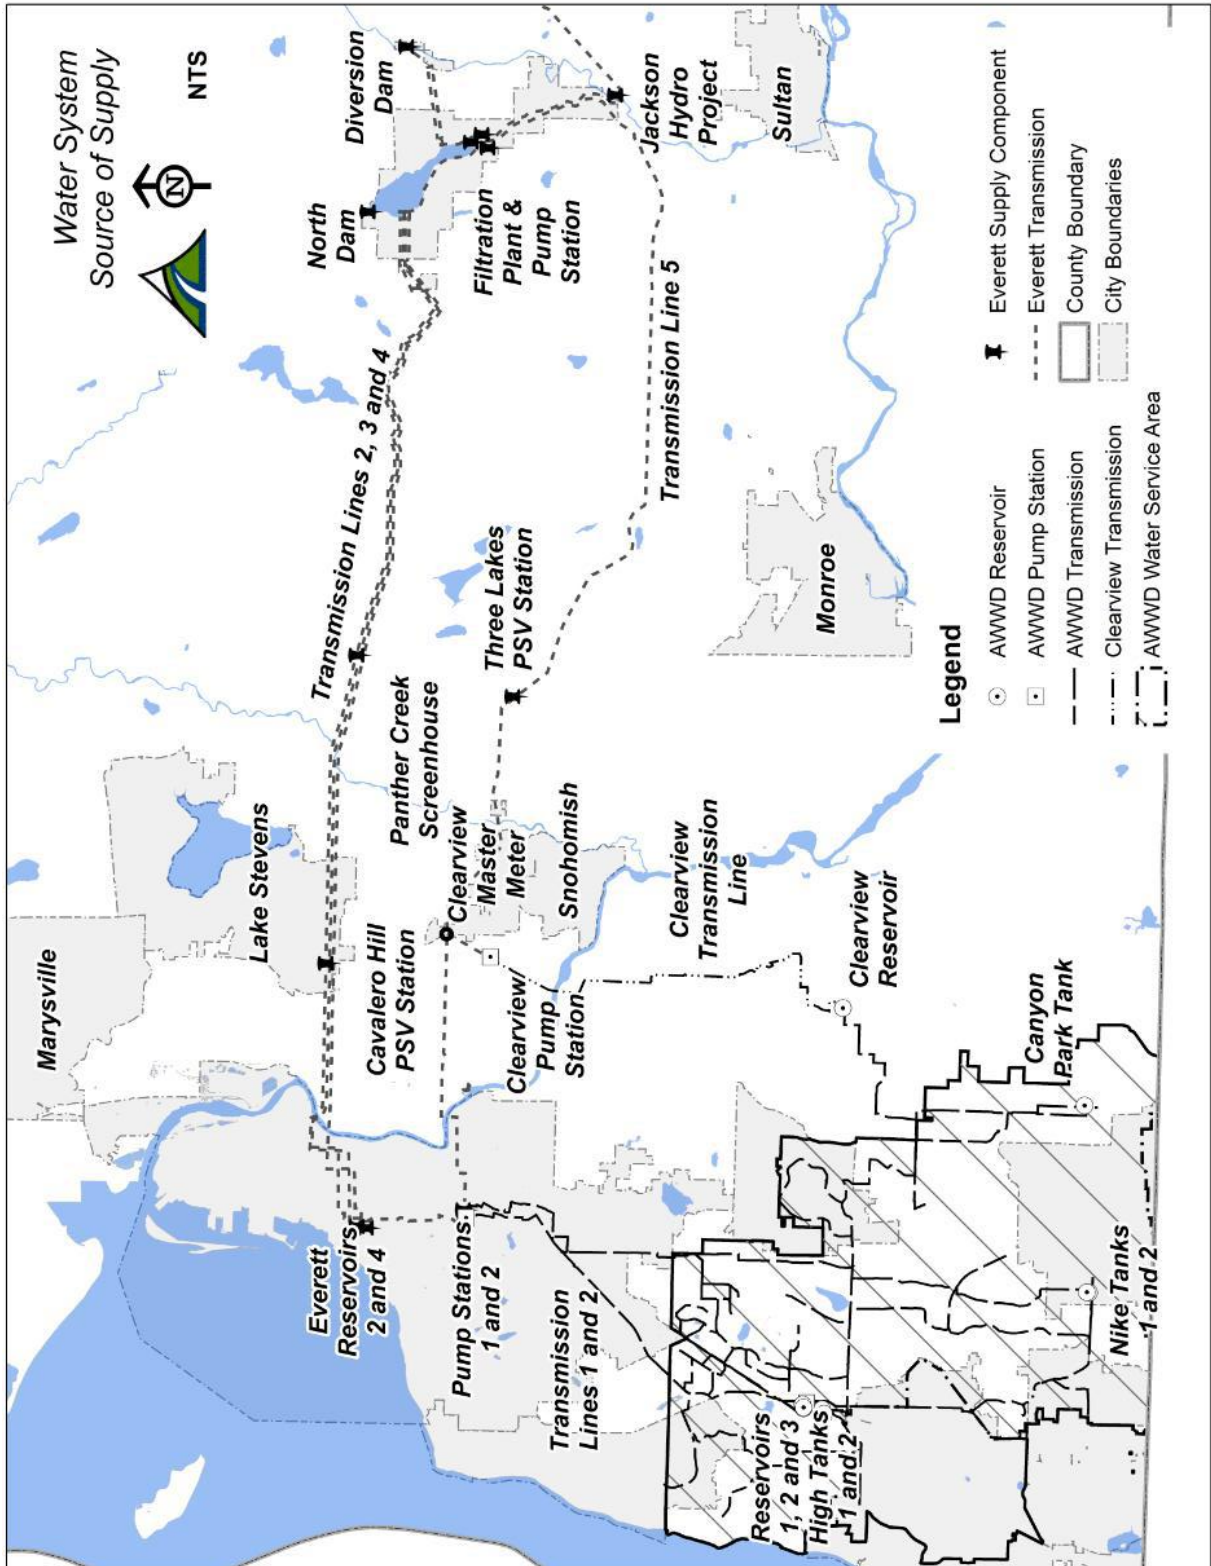 Water System
Source of Supply
N
NTS
Marysville
Lake Stevens
North
Dam
Diversion
Dam
Transmission Lines 2, 3 and 4
Everett
Reservoirs
2 and 4
Cavalero Hill
PSV Station
Panther Creek
Screenhouse
Clearview
Master
Meter
Three Lakes
PSV Station
Filtration
Plant &
Pump
Station
Jackson
Hydro
Project
Sultan
Transmission Line 5
Pump Stations
1 and 2
Clearview
Pump
Station
Snohomish
Transmission
Lines 1 and 2
Clearview
Transmission
Line
Monroe
Reservoirs
1, 2 and 3
High Tanks
1 and 2
Clearview
Reservoir
Canyon
Park Tank
Nike Tanks
1 and 2
Legend
AWWD Reservoir
AWWD Pump Station
AWWD Transmission
Clearview Transmission
AWWD Water Service Area
Everett Supply Component
Everett Transmission
County Boundary
City Boundaries